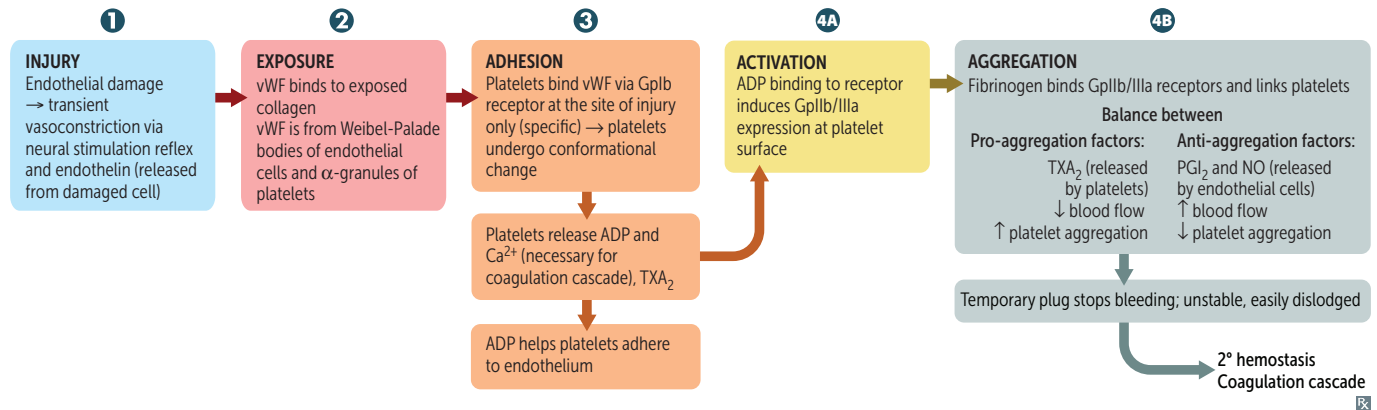 1
INJURY
Endothelial damage
→ transient
vasoconstriction via
neural stimulation reflex
and endothelin (released
from damaged cell)
2
EXPOSURE
vWF binds to exposed
collagen
vWF is from Weibel-Palade
bodies of endothelial
cells and α-granules of
platelets
3
ADHESION
Platelets bind vWF via GpIb
receptor at the site of injury
only (specific) → platelets
undergo conformational
change
Platelets release ADP and
Ca²⁺ (necessary for
coagulation cascade), TXA₂
ADP helps platelets adhere
to endothelium
4A
ACTIVATION
ADP binding to receptor
induces GpIIb/IIIa
expression at platelet
surface
4B
AGGREGATION
Fibrinogen binds GpIIb/IIIa receptors and links platelets
Balance between
Pro-aggregation factors:
TXA₂ (released
by platelets)
↓ blood flow
↑ platelet aggregation
Anti-aggregation factors:
PGI₂ and NO (released
by endothelial cells)
↑ blood flow
↓ platelet aggregation
Temporary plug stops bleeding; unstable, easily dislodged
2° hemostasis
Coagulation cascade
Rx